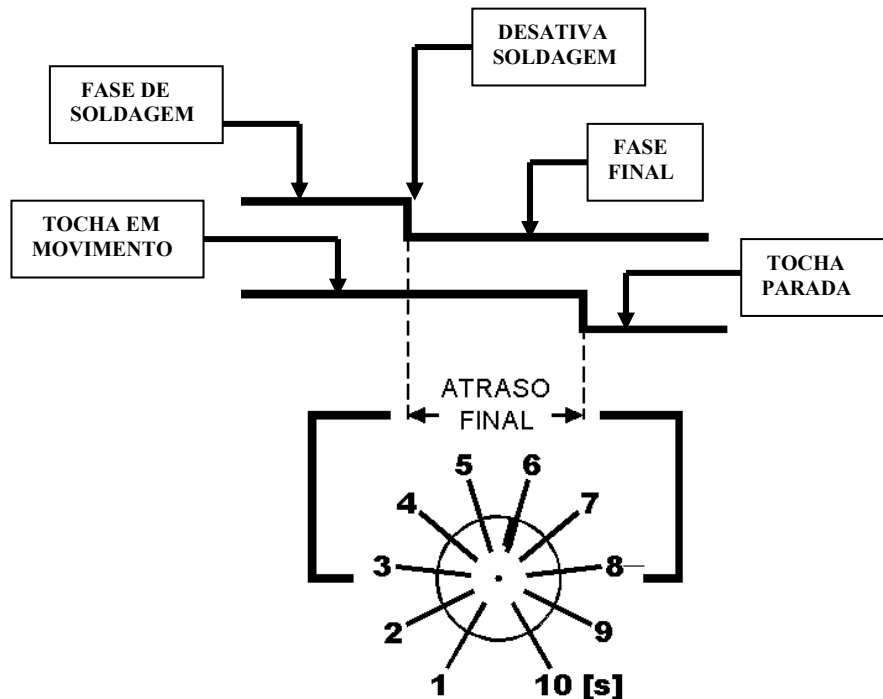 DESATIVA
SOLDAGEM
FASE DE
SOLDAGEM
FASE
FINAL
TOCHA EM
MOVIMENTO
TOCHA
PARADA
ATRASO
FINAL
5 6
4 7
3 8
2 9
1 10 [s]